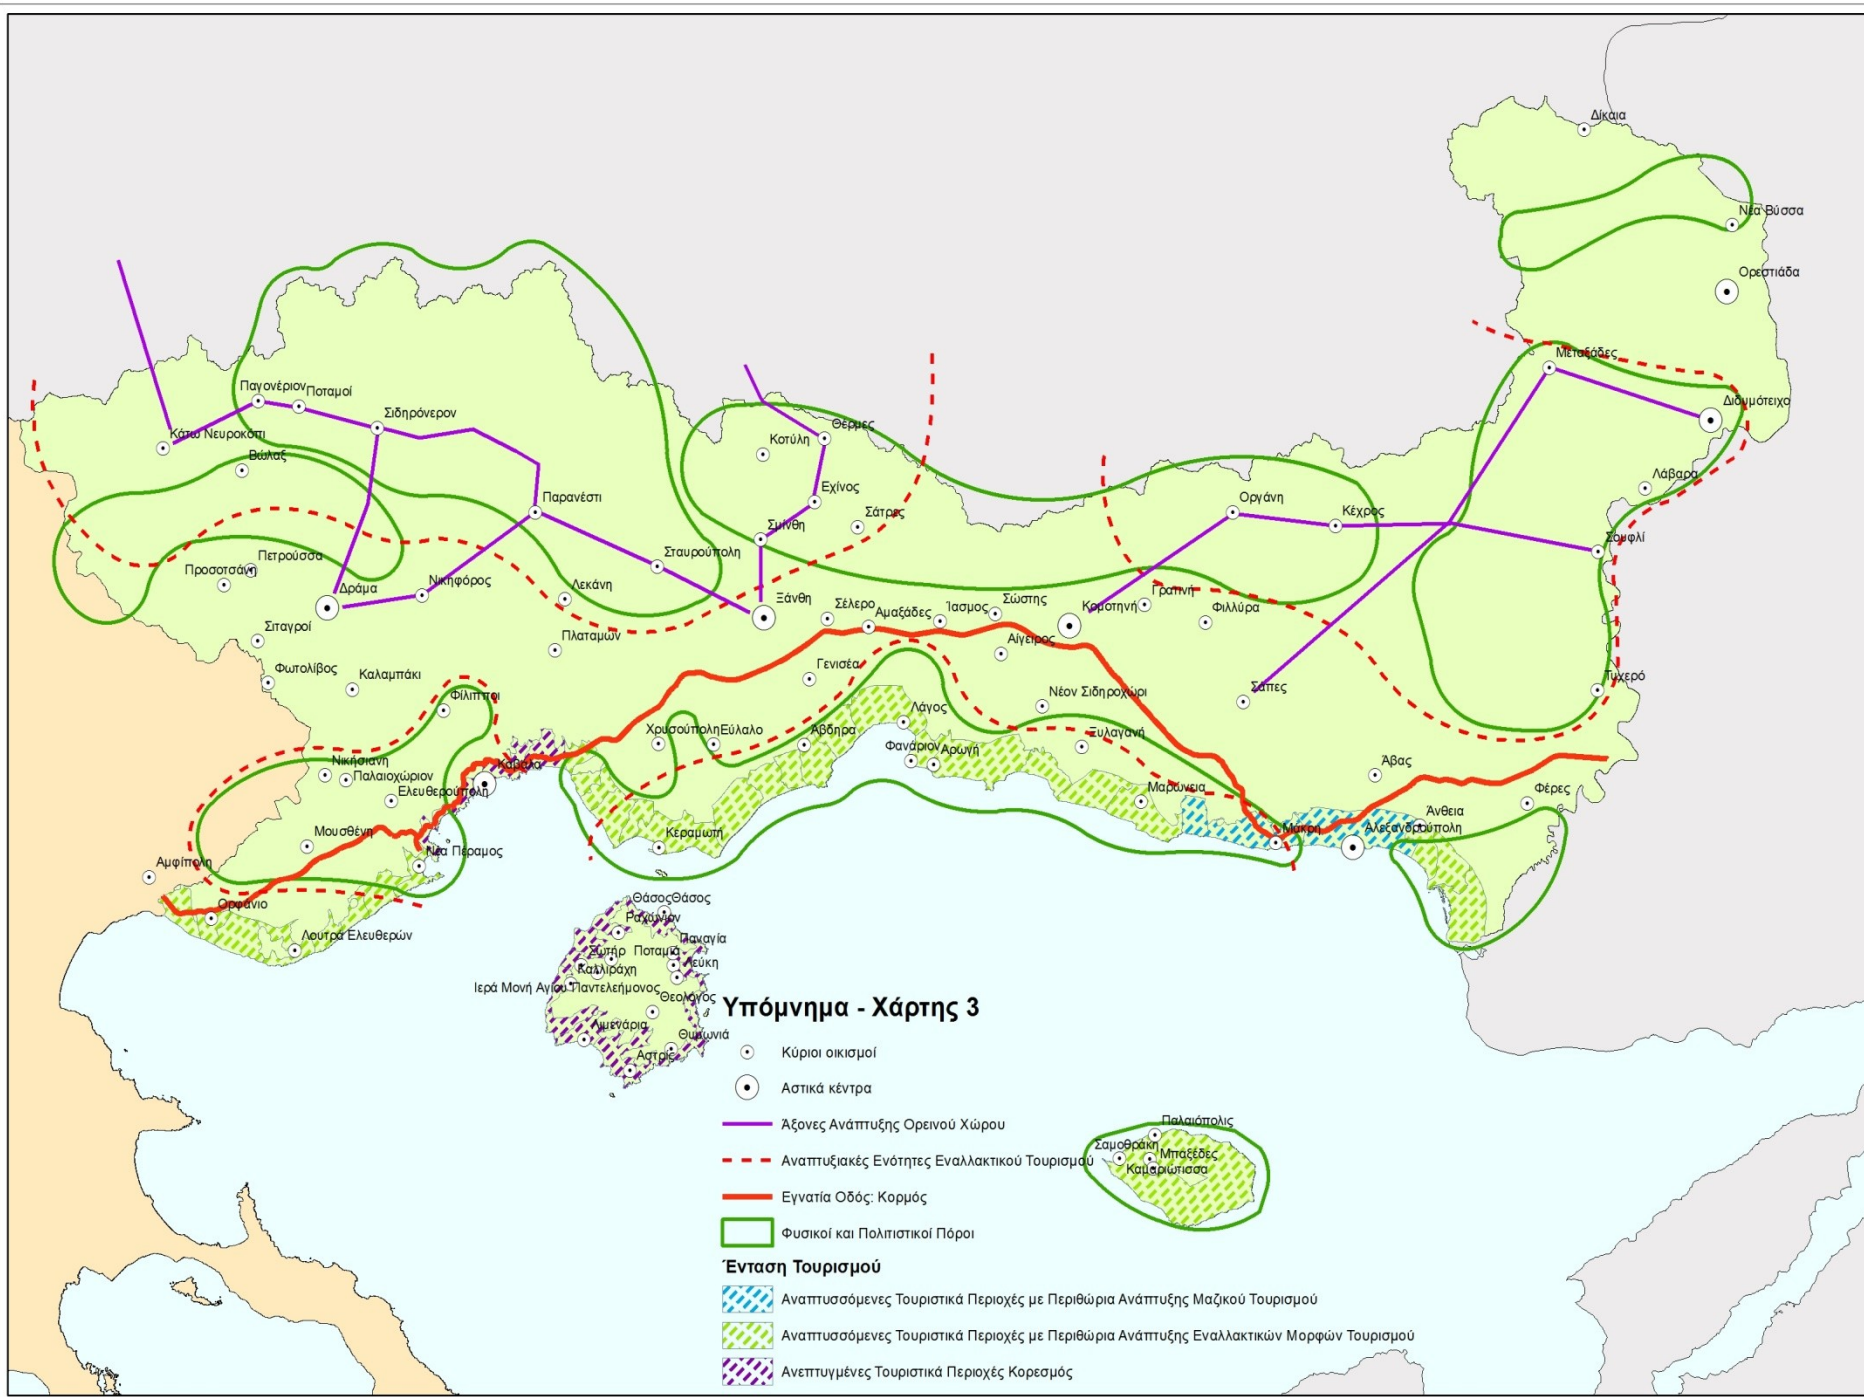 Δίκαια
Νέα Βύσσα
Ορεστιάδα
Μεταξάδες
Διδυμότειχο
Παγονέριον
Ποταμοί
Σιδηρόνερον
Κάτω Νευροκόπι
Βώλαξ
Θέρμες
Κοτύλη
Εχίνος
Σάτρες
Σμίνθη
Λάβαρα
Παρανέστι
Οργάνη
Κέχρος
Σουφλί
Σταυρούπολη
Πετρούσσα
Προσοτσάνη
Δράμα
Νικηφόρος
Λεκάνη
Ξάνθη
Σέλερο
Αμαξάδες
Ίασμος
Σώστης
Κομοτηνή
Γρατινή
Φιλλύρα
Σιταγροί
Πλαταμών
Αίγειρος
Φωτολίβος
Καλαμπάκι
Γενισέα
Τυχερό
Φίλιπποι
Νέον Σιδηροχώρι
Σάπες
Λάγος
Χρυσούπολη
Εύλαλο
Άβδηρα
Ξυλαγανή
Φανάριον
Αρωγή
Νικήσιανη
Παλαιοχώριον
Καβάλα
Άβας
Ελευθερούπολη
Μαρώνεια
Φέρες
Άνθεια
Μουσθένη
Κεραμωτή
Μάκρη
Αλεξανδρούπολη
Νέα Πέραμος
Αμφίπολη
Ορφάνιο
Λουτρά Ελευθερών
Θάσος
Θάσος
Ραχώνιον
Παναγία
Σωτήρ
Ποταμιά
Λεύκη
Καλλιράχη
Ιερά Μονή Αγίου Παντελεήμονος
Θεολόγος
Λιμενάρια
Θυμωνιά
Αστρίς
Παλαιόπολις
Σαμοθράκη
Μπαξέδες
Καμαριώτισσα
Υπόμνημα - Χάρτης 3
Κύριοι οικισμοί
Αστικά κέντρα
Άξονες Ανάπτυξης Ορεινού Χώρου
Αναπτυξιακές Ενότητες Εναλλακτικού Τουρισμού
Εγνατία Οδός: Κορμός
Φυσικοί και Πολιτιστικοί Πόροι
Ένταση Τουρισμού
Αναπτυσσόμενες Τουριστικά Περιοχές με Περιθώρια Ανάπτυξης Μαζικού Τουρισμού
Αναπτυσσόμενες Τουριστικά Περιοχές με Περιθώρια Ανάπτυξης Εναλλακτικών Μορφών Τουρισμού
Ανεπτυγμένες Τουριστικά Περιοχές Κορεσμός